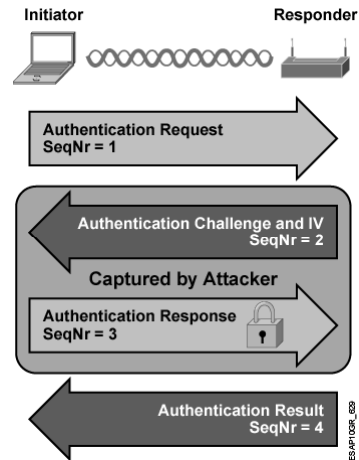 Initiator
Responder
Authentication Request
SeqNr = 1
Authentication Challenge and IV
SeqNr = 2
Captured by Attacker
Authentication Response
SeqNr = 3
Authentication Result
SeqNr = 4
ESAP10GR_629